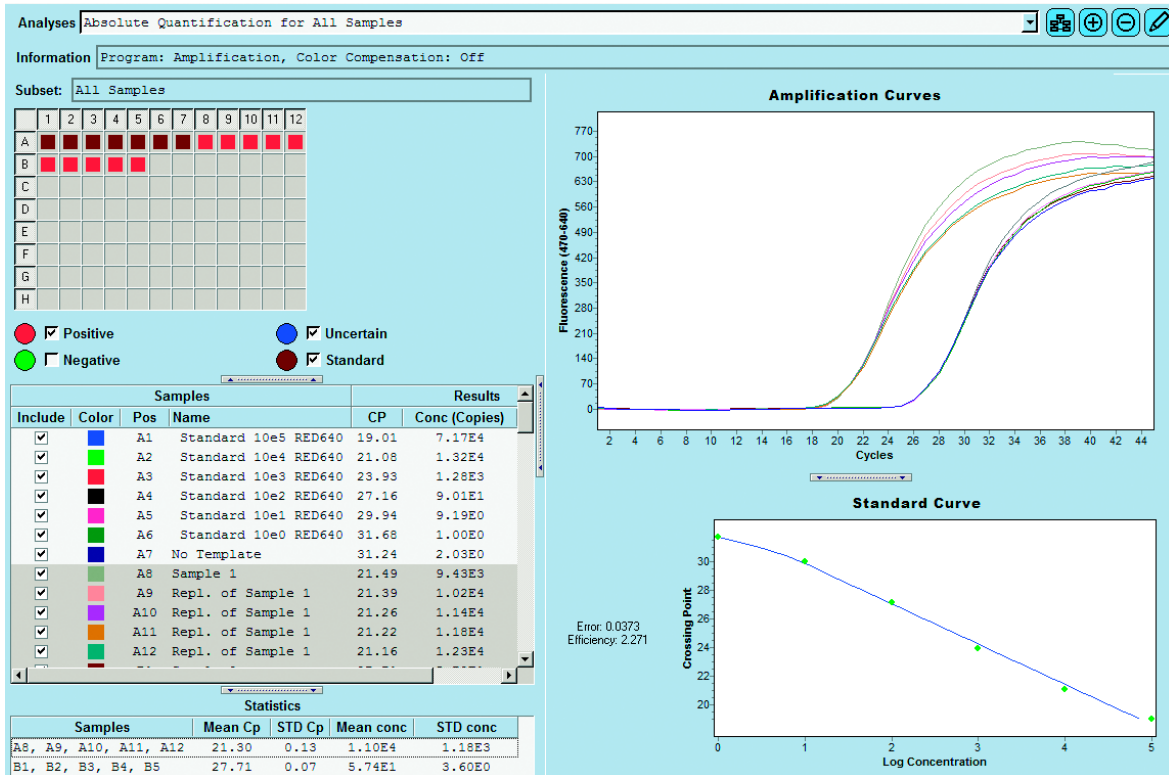 Analyses Absolute Quantification for All Samples
Information Program: Amplification, Color Compensation: Off
Subset: All Samples
1 2 3 4 5 6 7 8 9 10 11 12
A
B
C
D
E
F
G
H
Positive Uncertain
Negative Standard
Samples Results
Include Color Pos Name CP Conc (Copies)
A1 Standard 10e5 RED640 19.01 7.17E4
A2 Standard 10e4 RED640 21.08 1.32E4
A3 Standard 10e3 RED640 23.93 1.28E3
A4 Standard 10e2 RED640 27.16 9.01E1
A5 Standard 10e1 RED640 29.94 9.19E0
A6 Standard 10e0 RED640 31.68 1.00E0
A7 No Template 31.24 2.03E0
A8 Sample 1 21.49 9.43E3
A9 Repl. of Sample 1 21.39 1.02E4
A10 Repl. of Sample 1 21.26 1.14E4
A11 Repl. of Sample 1 21.22 1.18E4
A12 Repl. of Sample 1 21.16 1.23E4
Statistics
Samples Mean Cp STD Cp Mean conc STD conc
A8, A9, A10, A11, A12 21.30 0.13 1.10E4 1.18E3
B1, B2, B3, B4, B5 27.71 0.07 5.74E1 3.60E0
Amplification Curves
Fluorescence (470-640)
770
700
630
560
490
420
350
280
210
140
70
0
2 4 6 8 10 12 14 16 18 20 22 24 26 28 30 32 34 36 38 40 42 44
Cycles
Standard Curve
Error: 0.0373
Efficiency: 2.271
Crossing Point
30
28
26
24
22
20
0 1 2 3 4 5
Log Concentration